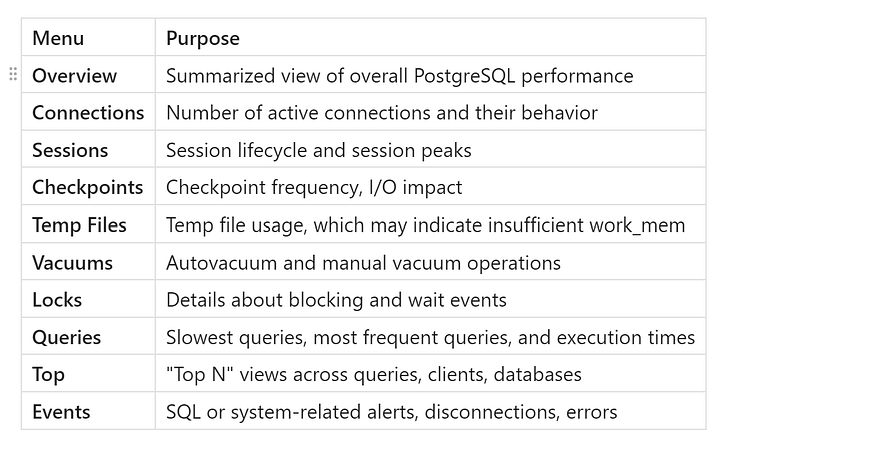 Menu Purpose
Overview Summarized view of overall PostgreSQL performance
Connections Number of active connections and their behavior
Sessions Session lifecycle and session peaks
Checkpoints Checkpoint frequency, I/O impact
Temp Files Temp file usage, which may indicate insufficient work_mem
Vacuums Autovacuum and manual vacuum operations
Locks Details about blocking and wait events
Queries Slowest queries, most frequent queries, and execution times
Top "Top N" views across queries, clients, databases
Events SQL or system-related alerts, disconnections, errors